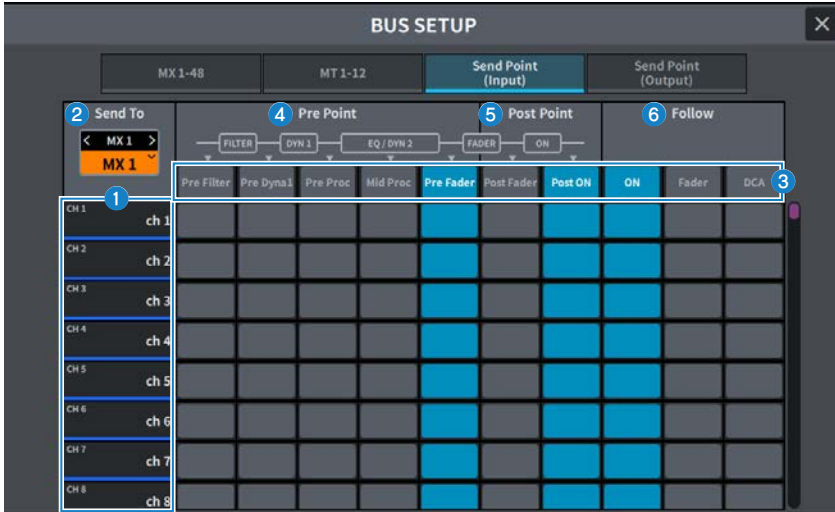 BUS SETUP
MX 1-48
MT 1-12
Send Point
(Input)
Send Point
(Output)
2 Send To
4 Pre Point
5 Post Point
6 Follow
< MX 1 >
MX 1
FILTER DYN 1 EQ / DYN 2 FADER ON
Pre Filter Pre Dyna1 Pre Proc Mid Proc Pre Fader Post Fader Post ON ON Fader DCA 3
1
CH 1
ch 1
CH 2
ch 2
CH 3
ch 3
CH 4
ch 4
CH 5
ch 5
CH 6
ch 6
CH 7
ch 7
CH 8
ch 8